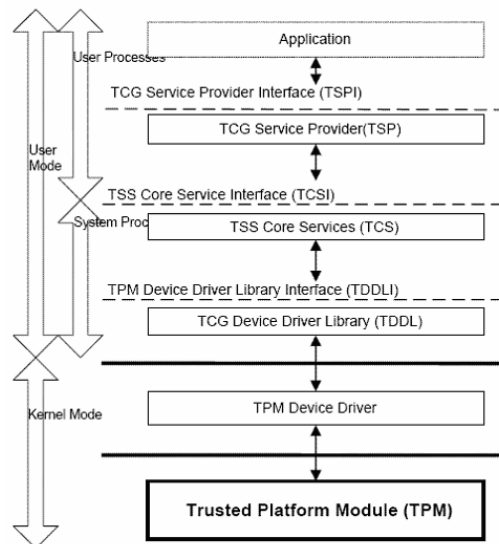 Application
User Processes
TCG Service Provider Interface (TSPI)
TCG Service Provider(TSP)
User
Mode
TSS Core Service Interface (TCSI)
System Proc
TSS Core Services (TCS)
TPM Device Driver Library Interface (TDDLI)
TCG Device Driver Library (TDDL)
Kernel Mode
TPM Device Driver
Trusted Platform Module (TPM)